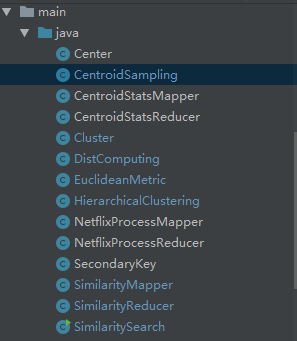 main
java
Center
CentroidSampling
CentroidStatsMapper
CentroidStatsReducer
Cluster
DistComputing
EuclideanMetric
HierarchicalClustering
NetflixProcessMapper
NetflixProcessReducer
SecondaryKey
SimilarityMapper
SimilarityReducer
SimilaritySearch